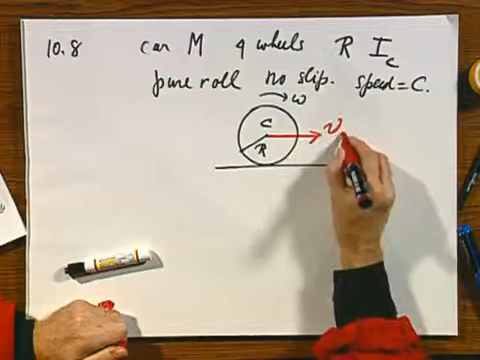 10.8 car M 4 wheels R I_c
pure roll no slip. speed = C.
→ ω
C
R
v